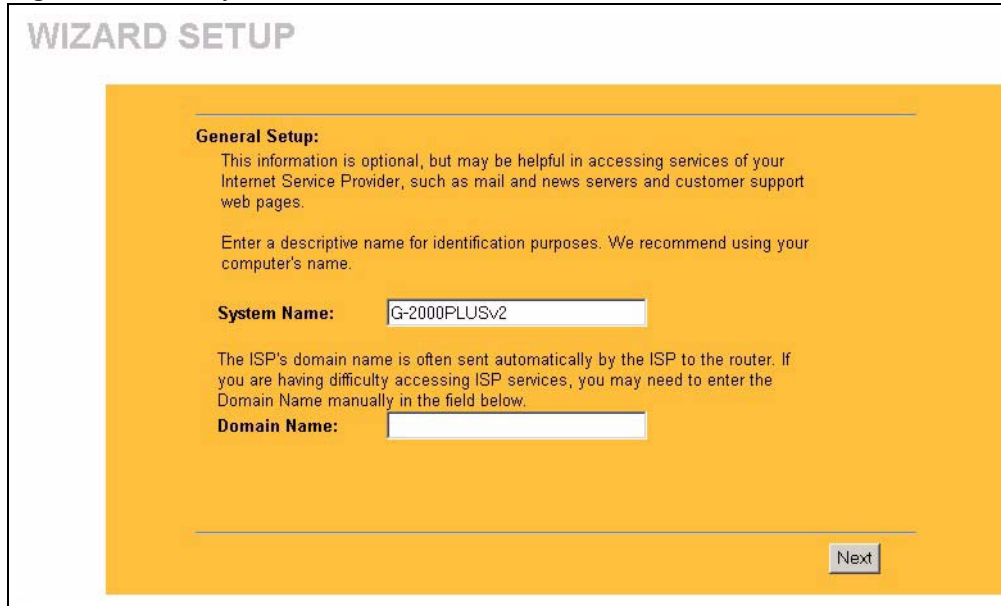 WIZARD SETUP
General Setup:
This information is optional, but may be helpful in accessing services of your
Internet Service Provider, such as mail and news servers and customer support
web pages.
Enter a descriptive name for identification purposes. We recommend using your
computer's name.
System Name: G-2000PLUSv2
The ISP's domain name is often sent automatically by the ISP to the router. If
you are having difficulty accessing ISP services, you may need to enter the
Domain Name manually in the field below.
Domain Name:
Next